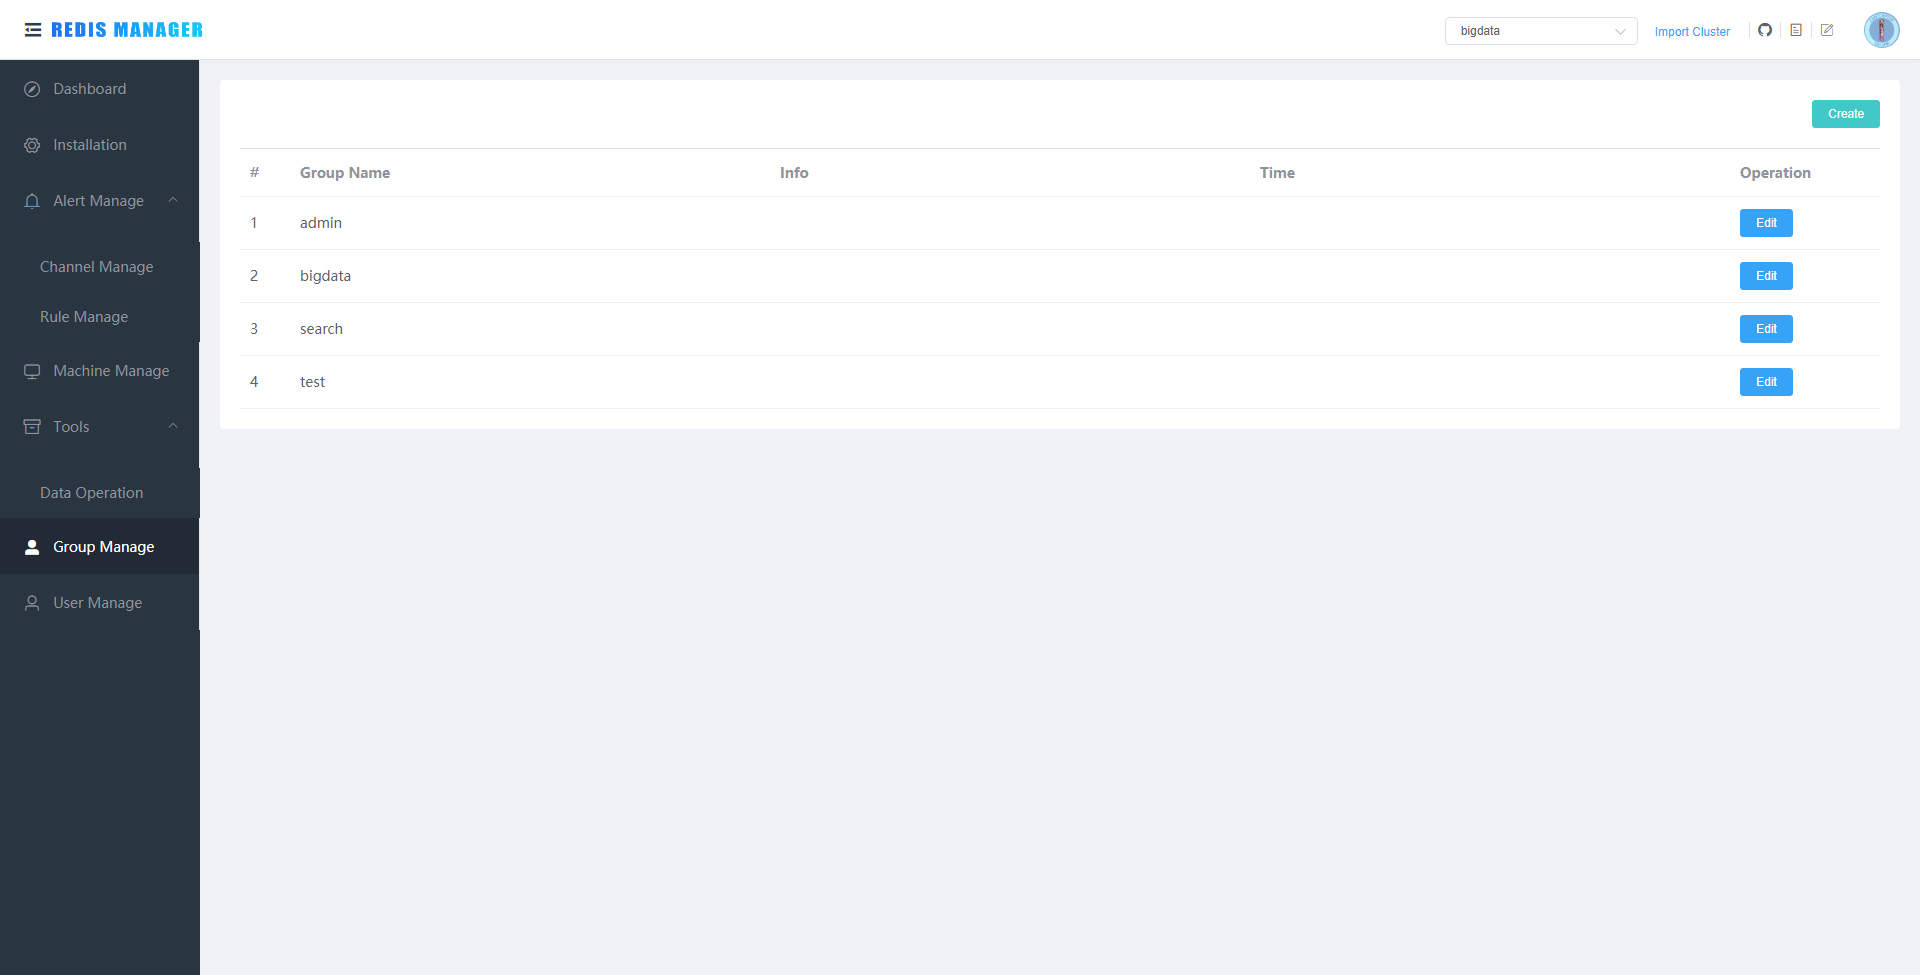 REDIS MANAGER
bigdata
Import Cluster
Dashboard
Installation
Alert Manage
Channel Manage
Rule Manage
Machine Manage
Tools
Data Operation
Group Manage
User Manage
Create
# Group Name Info Time Operation
1 admin Edit
2 bigdata Edit
3 search Edit
4 test Edit